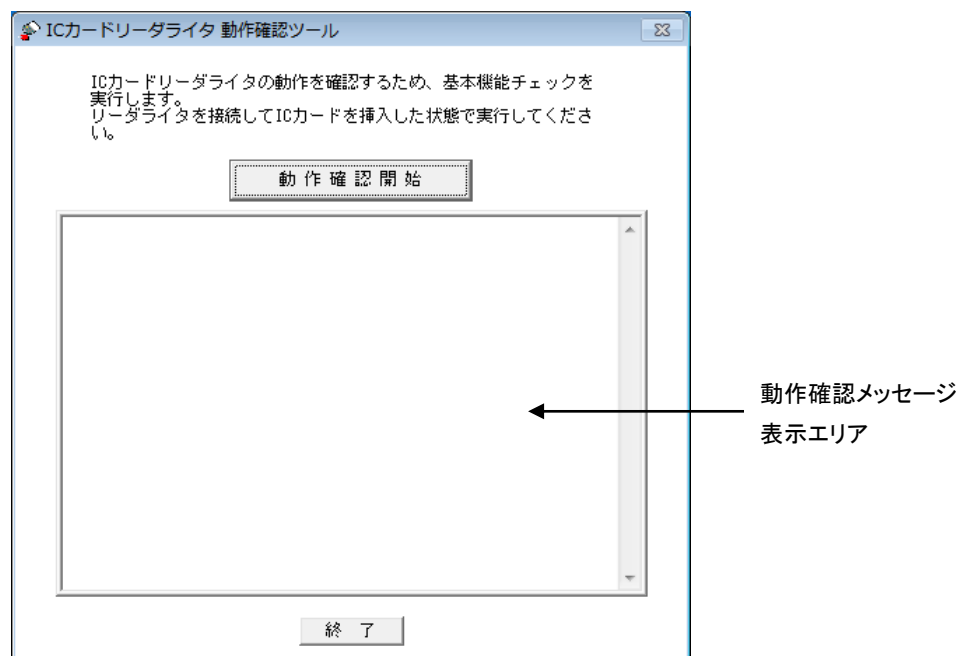 ICカードリーダライタ 動作確認ツール
ICカードリーダライタの動作を確認するため、基本機能チェックを
実行します。
リーダライタを接続してICカードを挿入した状態で実行してくださ
い。
動 作 確 認 開 始
動作確認メッセージ
表示エリア
終 了